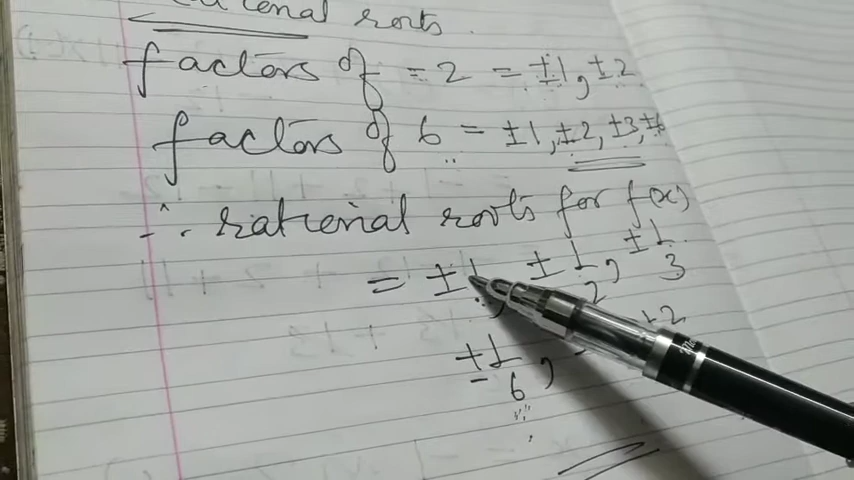 roots.
factors of = 2 = ±1, ±2
factors of 6 = ±1, ±2, ±3, ±6
∴ rational roots for f(x)
= ±1, ±1/2, ±1/3
±1/6, ±2